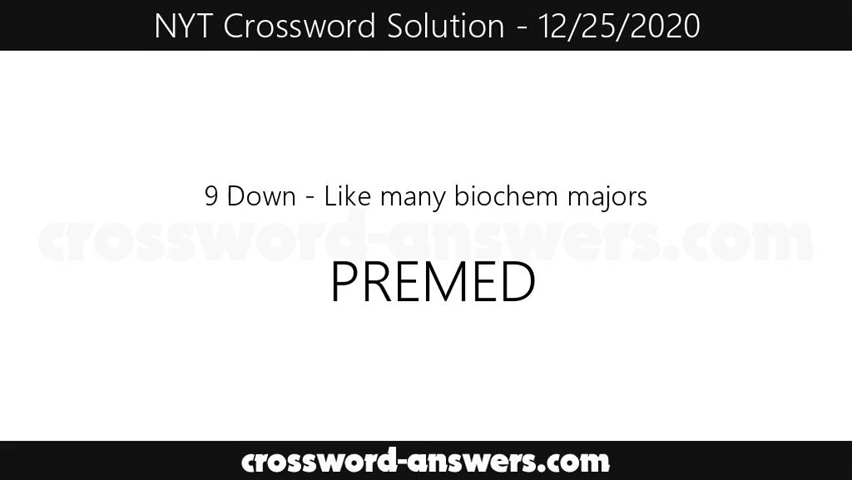 NYT Crossword Solution - 12/25/2020
9 Down - Like many biochem majors
crossword-answers.com
PREMED
crossword-answers.com